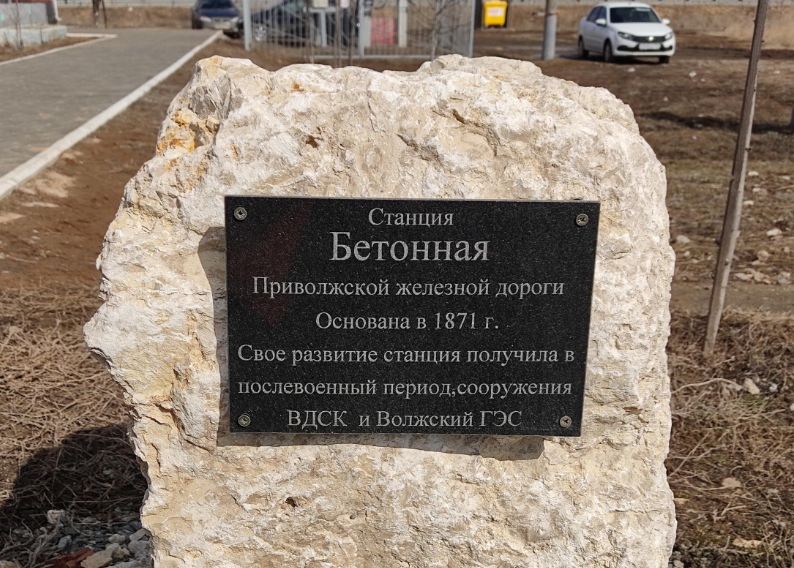 Станция
Бетонная
Приволжской железной дороги
Основана в 1871 г.
Свое развитие станция получила в
послевоенный период,сооружения
ВДСК и Волжский ГЭС